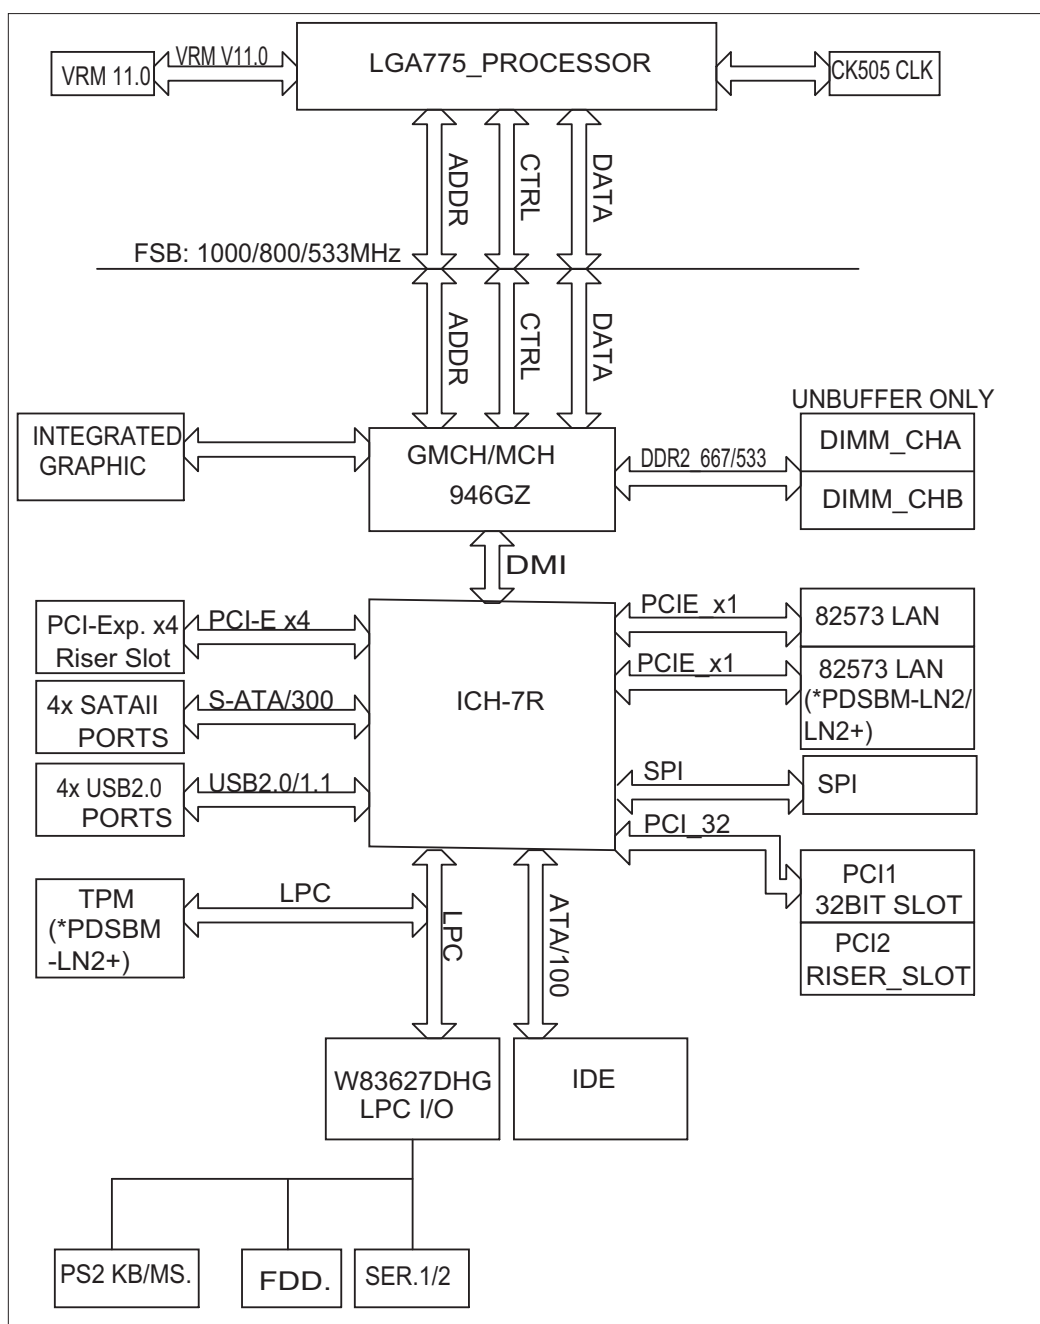 VRM 11.0
VRM V11.0
LGA775_PROCESSOR
CK505 CLK
ADDR
CTRL
DATA
FSB: 1000/800/533MHz
ADDR
CTRL
DATA
UNBUFFER ONLY
INTEGRATED
GRAPHIC
GMCH/MCH
946GZ
DDR2_667/533
DIMM_CHA
DIMM_CHB
DMI
PCI-Exp. x4
Riser Slot
PCI-E x4
ICH-7R
PCIE_x1
82573 LAN
PCIE_x1
82573 LAN
(*PDSBM-LN2/
LN2+)
4x SATAII
PORTS
S-ATA/300
4x USB2.0
PORTS
USB2.0/1.1
SPI
SPI
PCI_32
PCI1
32BIT SLOT
PCI2
RISER_SLOT
TPM
(*PDSBM
-LN2+)
LPC
LPC
ATA/100
W83627DHG
LPC I/O
IDE
PS2 KB/MS.
FDD.
SER.1/2